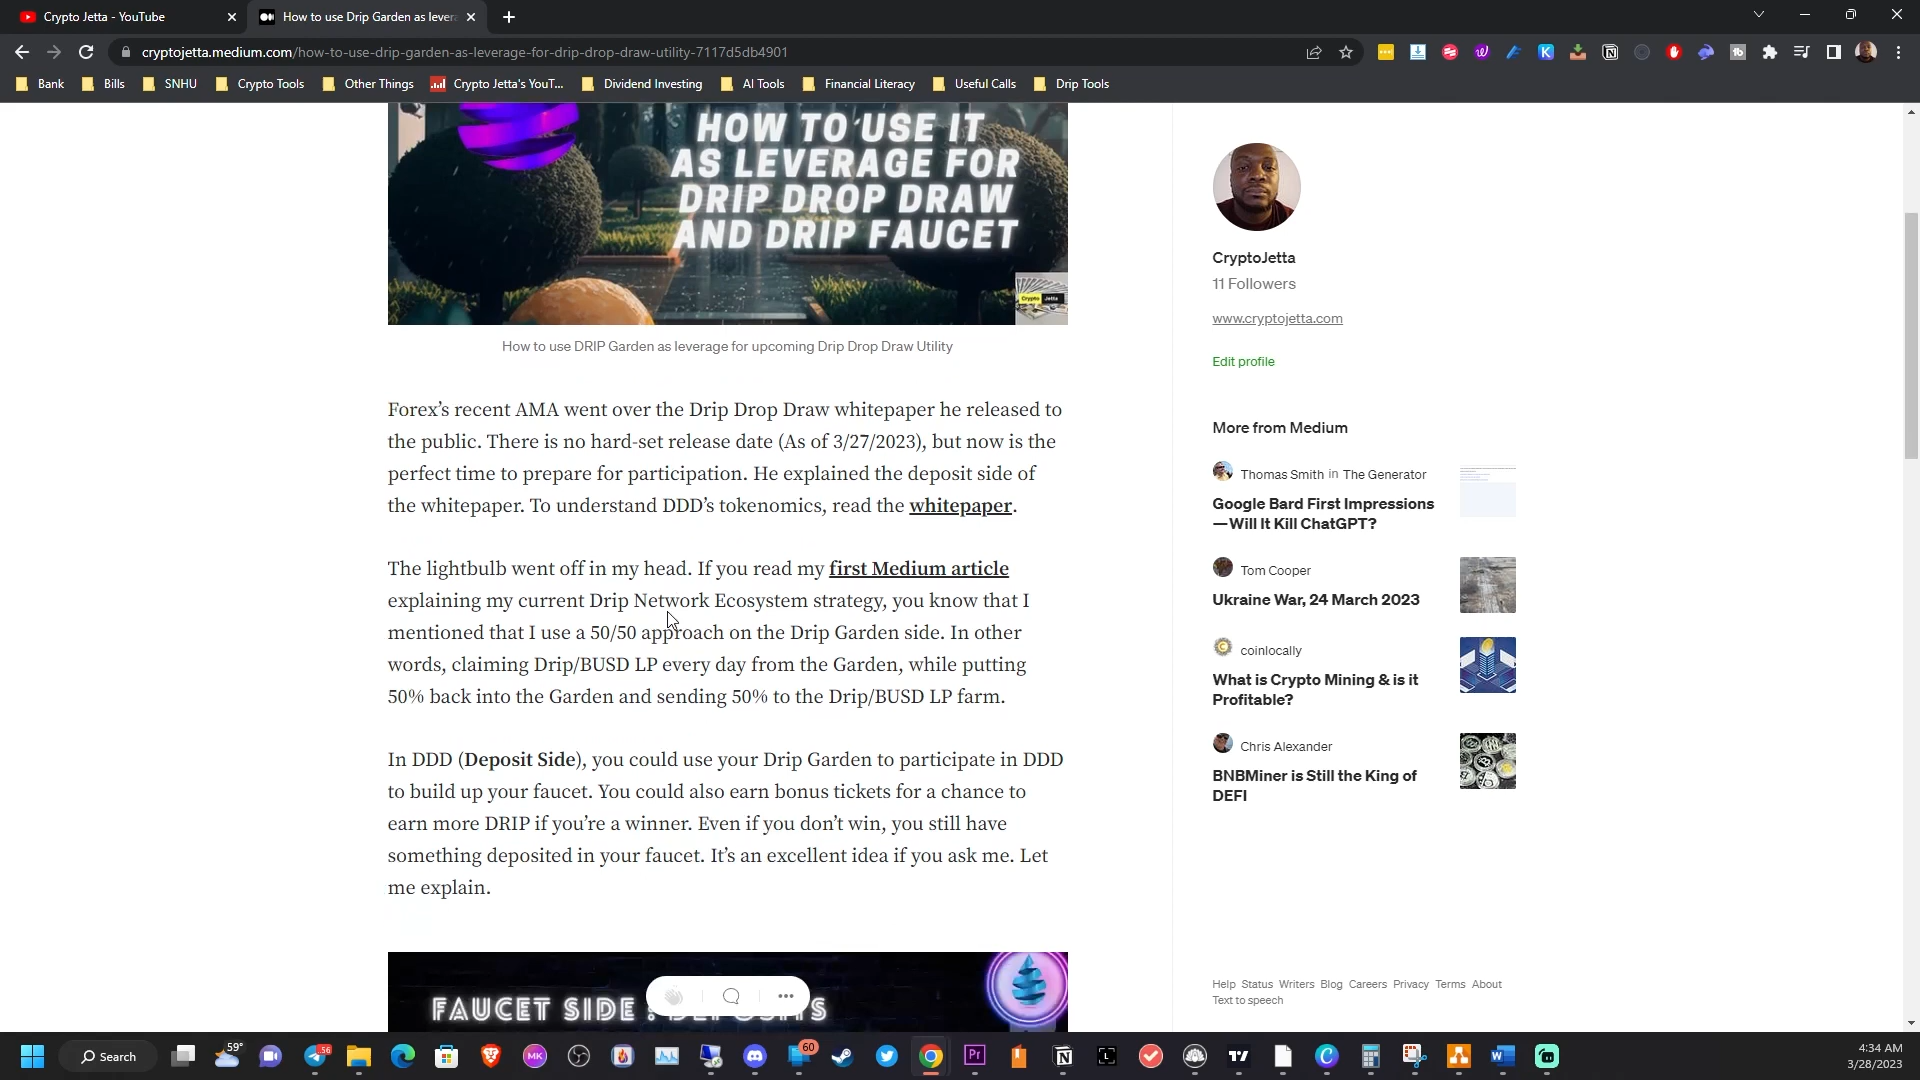 Crypto Jetta - YouTube
How to use Drip Garden as levera
cryptojetta.medium.com/how-to-use-drip-garden-as-leverage-for-drip-drop-draw-utility-7117d5db4901
Bank
Bills
SNHU
Crypto Tools
Other Things
Crypto Jetta's YouT...
Dividend Investing
AI Tools
Financial Literacy
Useful Calls
Drip Tools
HOW TO USE IT
AS LEVERAGE FOR
DRIP DROP DRAW
AND DRIP FAUCET
Crypto Jetta
How to use DRIP Garden as leverage for upcoming Drip Drop Draw Utility
Forex’s recent AMA went over the Drip Drop Draw whitepaper he released to
the public. There is no hard-set release date (As of 3/27/2023), but now is the
perfect time to prepare for participation. He explained the deposit side of
the whitepaper. To understand DDD’s tokenomics, read the whitepaper.
The lightbulb went off in my head. If you read my first Medium article
explaining my current Drip Network Ecosystem strategy, you know that I
mentioned that I use a 50/50 approach on the Drip Garden side. In other
words, claiming Drip/BUSD LP every day from the Garden, while putting
50% back into the Garden and sending 50% to the Drip/BUSD LP farm.
In DDD (Deposit Side), you could use your Drip Garden to participate in DDD
to build up your faucet. You could also earn bonus tickets for a chance to
earn more DRIP if you’re a winner. Even if you don’t win, you still have
something deposited in your faucet. It’s an excellent idea if you ask me. Let
me explain.
FAUCET SIDE : DEPOSITS
CryptoJetta
11 Followers
www.cryptojetta.com
Edit profile
More from Medium
Thomas Smith in The Generator
Google Bard First Impressions
—Will It Kill ChatGPT?
Tom Cooper
Ukraine War, 24 March 2023
coinlocally
What is Crypto Mining & is it
Profitable?
Chris Alexander
BNBMiner is Still the King of
DEFI
Help Status Writers Blog Careers Privacy Terms About
Text to speech
Search
59°
56
MK
60
Pr
4:34 AM
3/28/2023